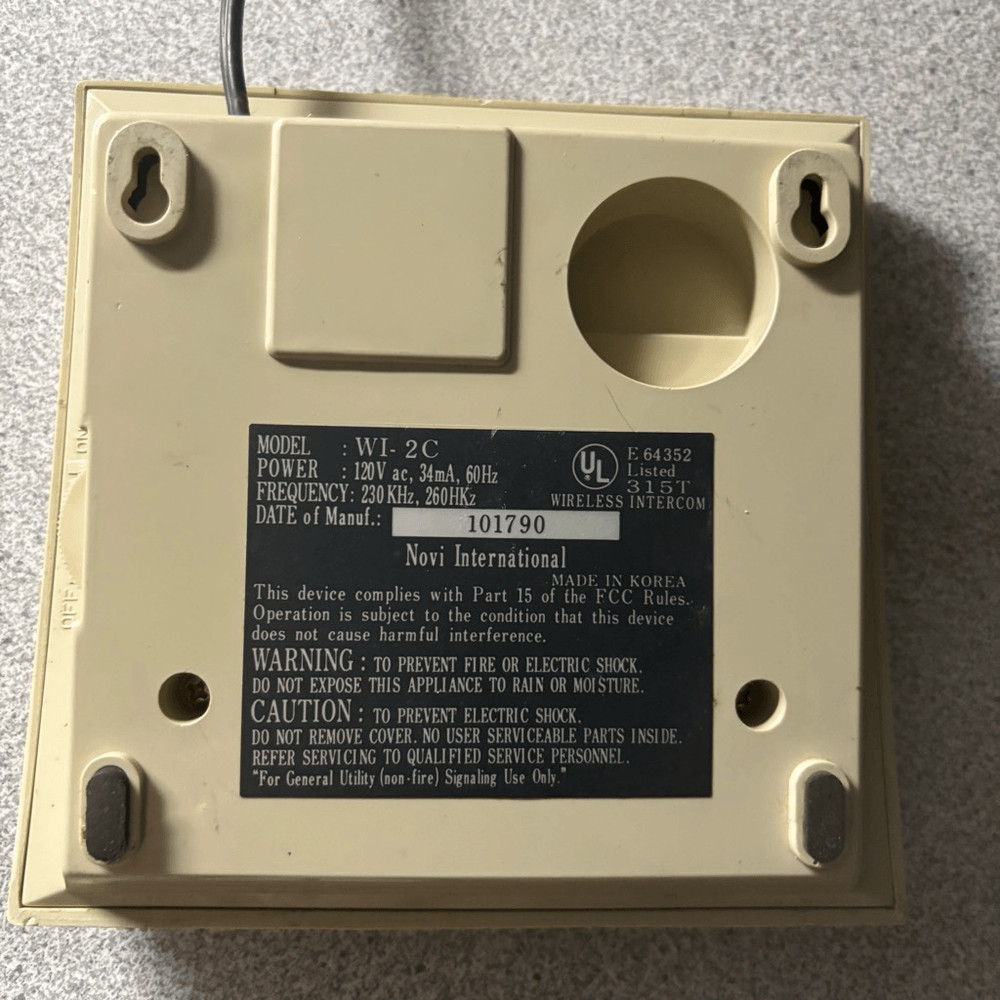 MODEL : WI-2C
POWER : 120V ac, 34mA, 60Hz
FREQUENCY: 230KHz, 260HKz
DATE of Manuf.: 101790
UL
E 64352
Listed
315T
WIRELESS INTERCOM
Novi International
MADE IN KOREA
This device complies with Part 15 of the FCC Rules.
Operation is subject to the condition that this device
does not cause harmful interference.
WARNING : TO PREVENT FIRE OR ELECTRIC SHOCK.
DO NOT EXPOSE THIS APPLIANCE TO RAIN OR MOISTURE.
CAUTION : TO PREVENT ELECTRIC SHOCK.
DO NOT REMOVE COVER. NO USER SERVICEABLE PARTS INSIDE.
REFER SERVICING TO QUALIFIED SERVICE PERSONNEL.
"For General Utility (non-fire) Signaling Use Only."
ON
OFF